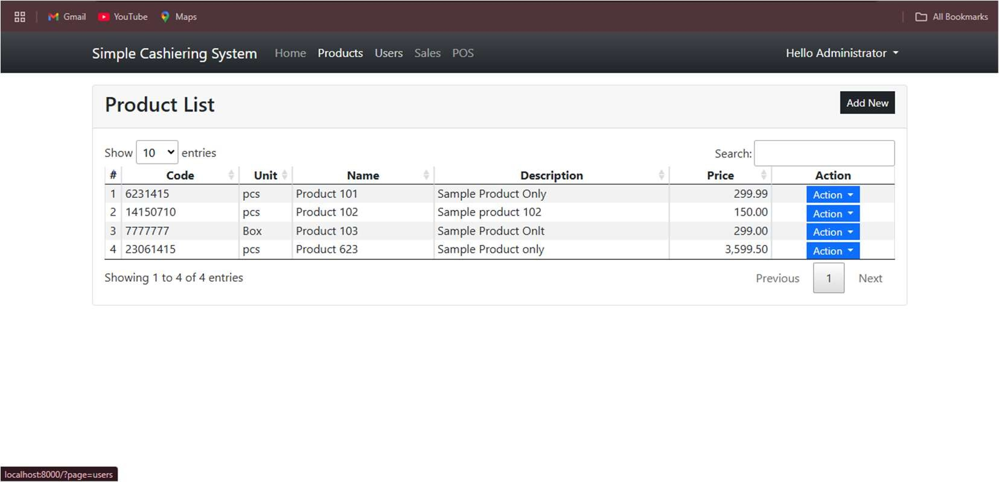 Gmail YouTube Maps All Bookmarks
Simple Cashiering System Home Products Users Sales POS Hello Administrator
Product List Add New
Show 10 entries Search:
# Code Unit Name Description Price Action
1 6231415 pcs Product 101 Sample Product Only 299.99 Action
2 14150710 pcs Product 102 Sample product 102 150.00 Action
3 7777777 Box Product 103 Sample Product Onlt 299.00 Action
4 23061415 pcs Product 623 Sample Product only 3,599.50 Action
Showing 1 to 4 of 4 entries Previous 1 Next
localhost:8000/?page=users